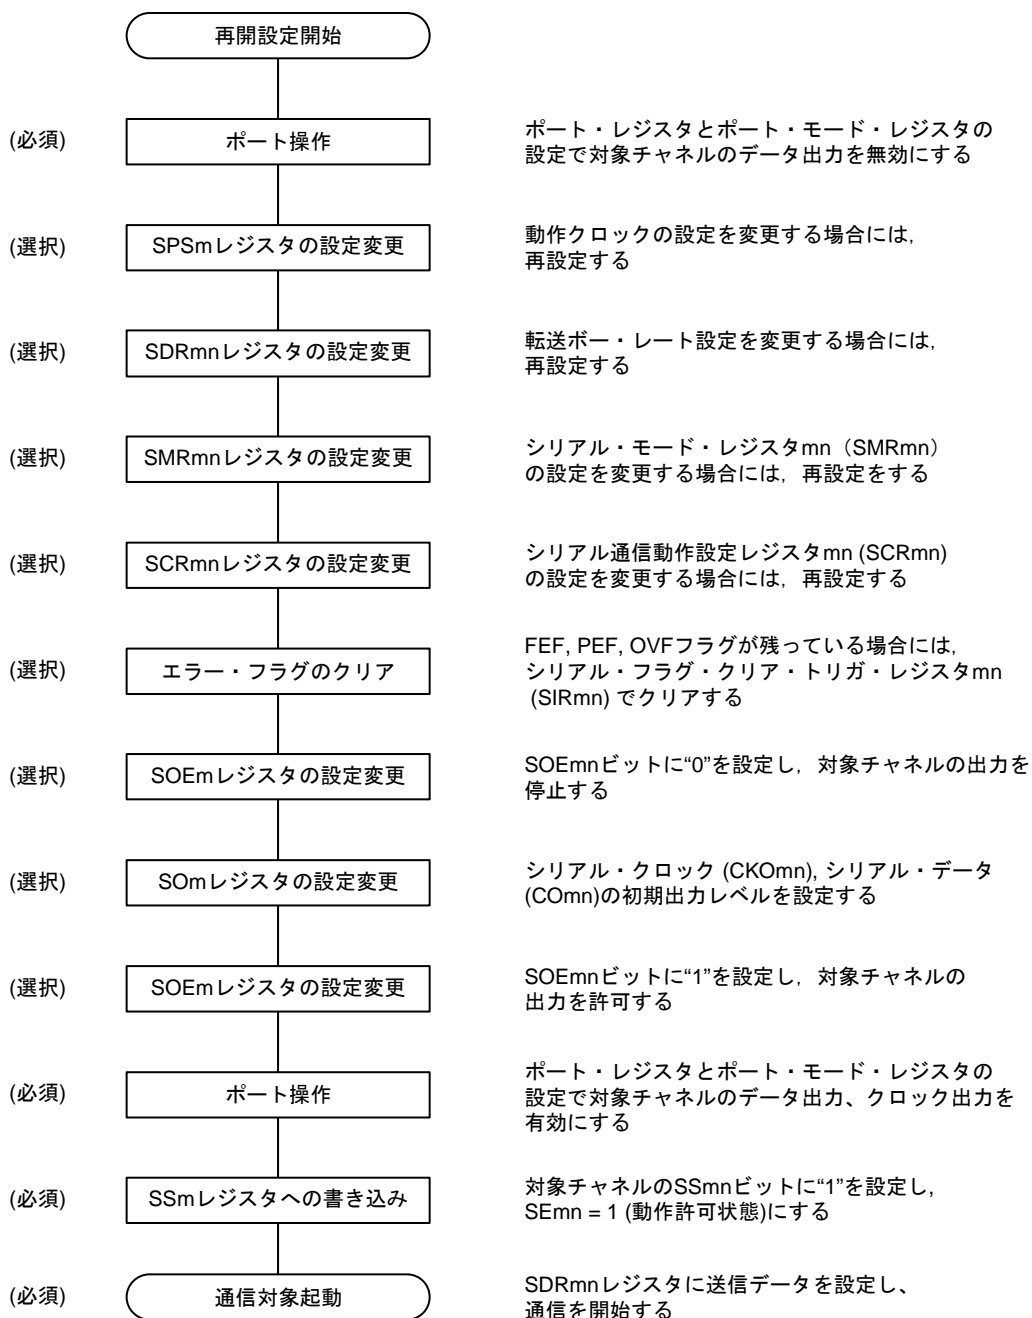 再開設定開始
(必須)
ポート操作
ポート・レジスタとポート・モード・レジスタの
設定で対象チャネルのデータ出力を無効にする
(選択)
SPSmレジスタの設定変更
動作クロックの設定を変更する場合には,
再設定する
(選択)
SDRmnレジスタの設定変更
転送ボー・レート設定を変更する場合には,
再設定する
(選択)
SMRmnレジスタの設定変更
シリアル・モード・レジスタmn（SMRmn）
の設定を変更する場合には, 再設定をする
(選択)
SCRmnレジスタの設定変更
シリアル通信動作設定レジスタmn (SCRmn)
の設定を変更する場合には, 再設定する
(選択)
エラー・フラグのクリア
FEF, PEF, OVFフラグが残っている場合には,
シリアル・フラグ・クリア・トリガ・レジスタmn
(SIRmn) でクリアする
(選択)
SOEmレジスタの設定変更
SOEmnビットに“0”を設定し, 対象チャネルの出力を
停止する
(選択)
SOmレジスタの設定変更
シリアル・クロック (CKOmn), シリアル・データ
(COmn)の初期出力レベルを設定する
(選択)
SOEmレジスタの設定変更
SOEmnビットに“1”を設定し, 対象チャネルの
出力を許可する
(必須)
ポート操作
ポート・レジスタとポート・モード・レジスタの
設定で対象チャネルのデータ出力、クロック出力を
有効にする
(必須)
SSmレジスタへの書き込み
対象チャネルのSSmnビットに“1”を設定し,
SEmn = 1 (動作許可状態)にする
(必須)
通信対象起動
SDRmnレジスタに送信データを設定し、
通信を開始する